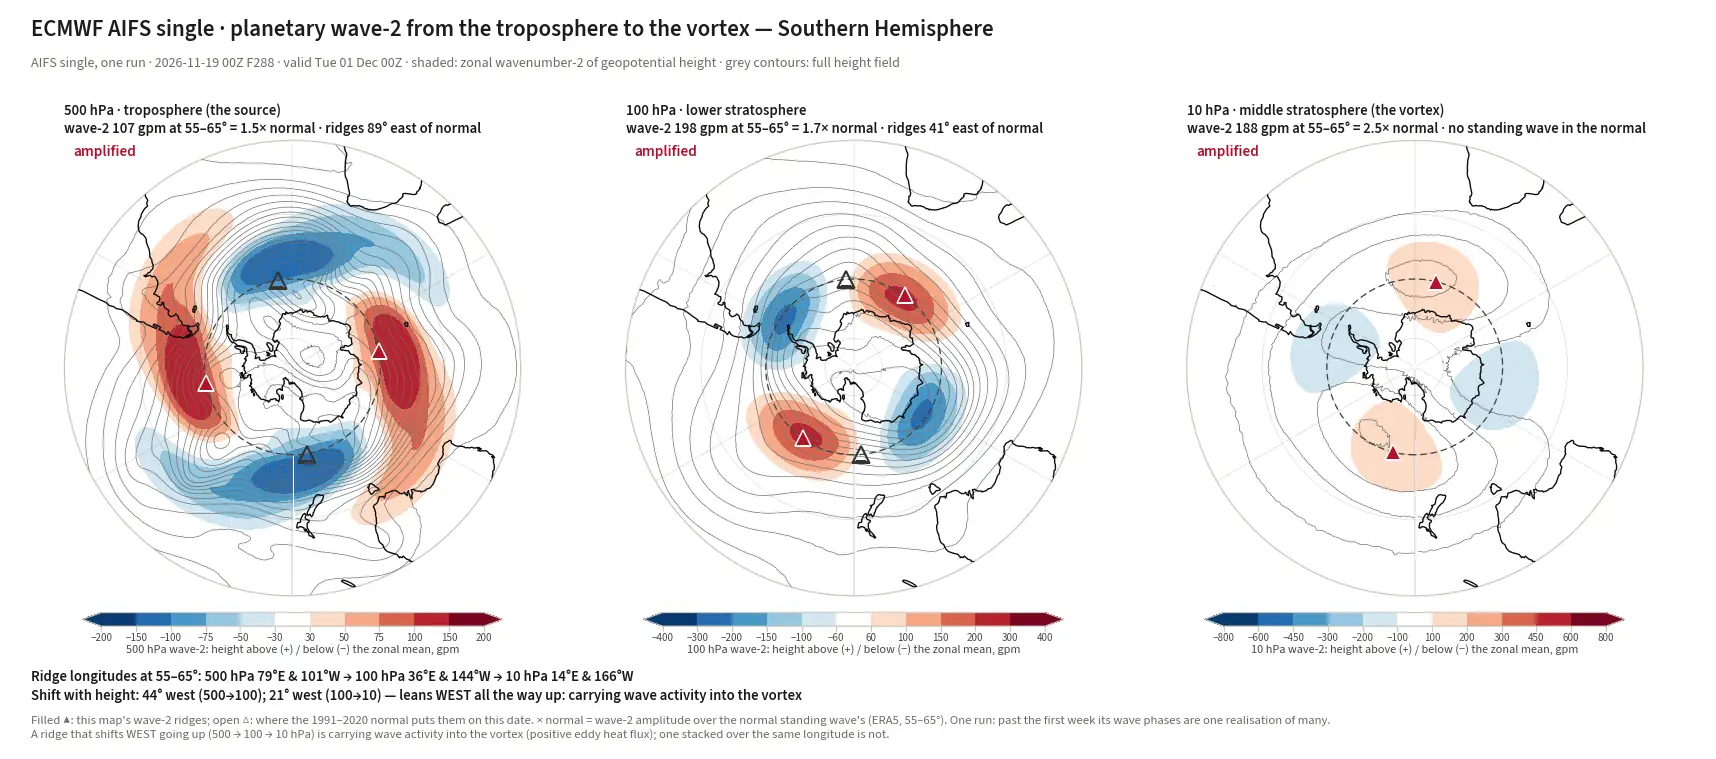 ECMWF AIFS single · planetary wave-2 from the troposphere to the vortex — Southern Hemisphere
AIFS single, one run · 2026-11-19 00Z F288 · valid Tue 01 Dec 00Z · shaded: zonal wavenumber-2 of geopotential height · grey contours: full height field
500 hPa · troposphere (the source)
wave-2 107 gpm at 55–65° = 1.5× normal · ridges 89° east of normal
amplified
100 hPa · lower stratosphere
wave-2 198 gpm at 55–65° = 1.7× normal · ridges 41° east of normal
amplified
10 hPa · middle stratosphere (the vortex)
wave-2 188 gpm at 55–65° = 2.5× normal · no standing wave in the normal
amplified
−200 −150 −100 −75 −50 −30 30 50 75 100 150 200
500 hPa wave-2: height above (+) / below (−) the zonal mean, gpm
−400 −300 −200 −150 −100 −60 60 100 150 200 300 400
100 hPa wave-2: height above (+) / below (−) the zonal mean, gpm
−800 −600 −450 −300 −200 −100 100 200 300 450 600 800
10 hPa wave-2: height above (+) / below (−) the zonal mean, gpm
Ridge longitudes at 55–65°: 500 hPa 79°E & 101°W → 100 hPa 36°E & 144°W → 10 hPa 14°E & 166°W
Shift with height: 44° west (500→100); 21° west (100→10) — leans WEST all the way up: carrying wave activity into the vortex
Filled ▲: this map's wave-2 ridges; open △: where the 1991–2020 normal puts them on this date. × normal = wave-2 amplitude over the normal standing wave's (ERA5, 55–65°). One run: past the first week its wave phases are one realisation of many.
A ridge that shifts WEST going up (500 → 100 → 10 hPa) is carrying wave activity into the vortex (positive eddy heat flux); one stacked over the same longitude is not.